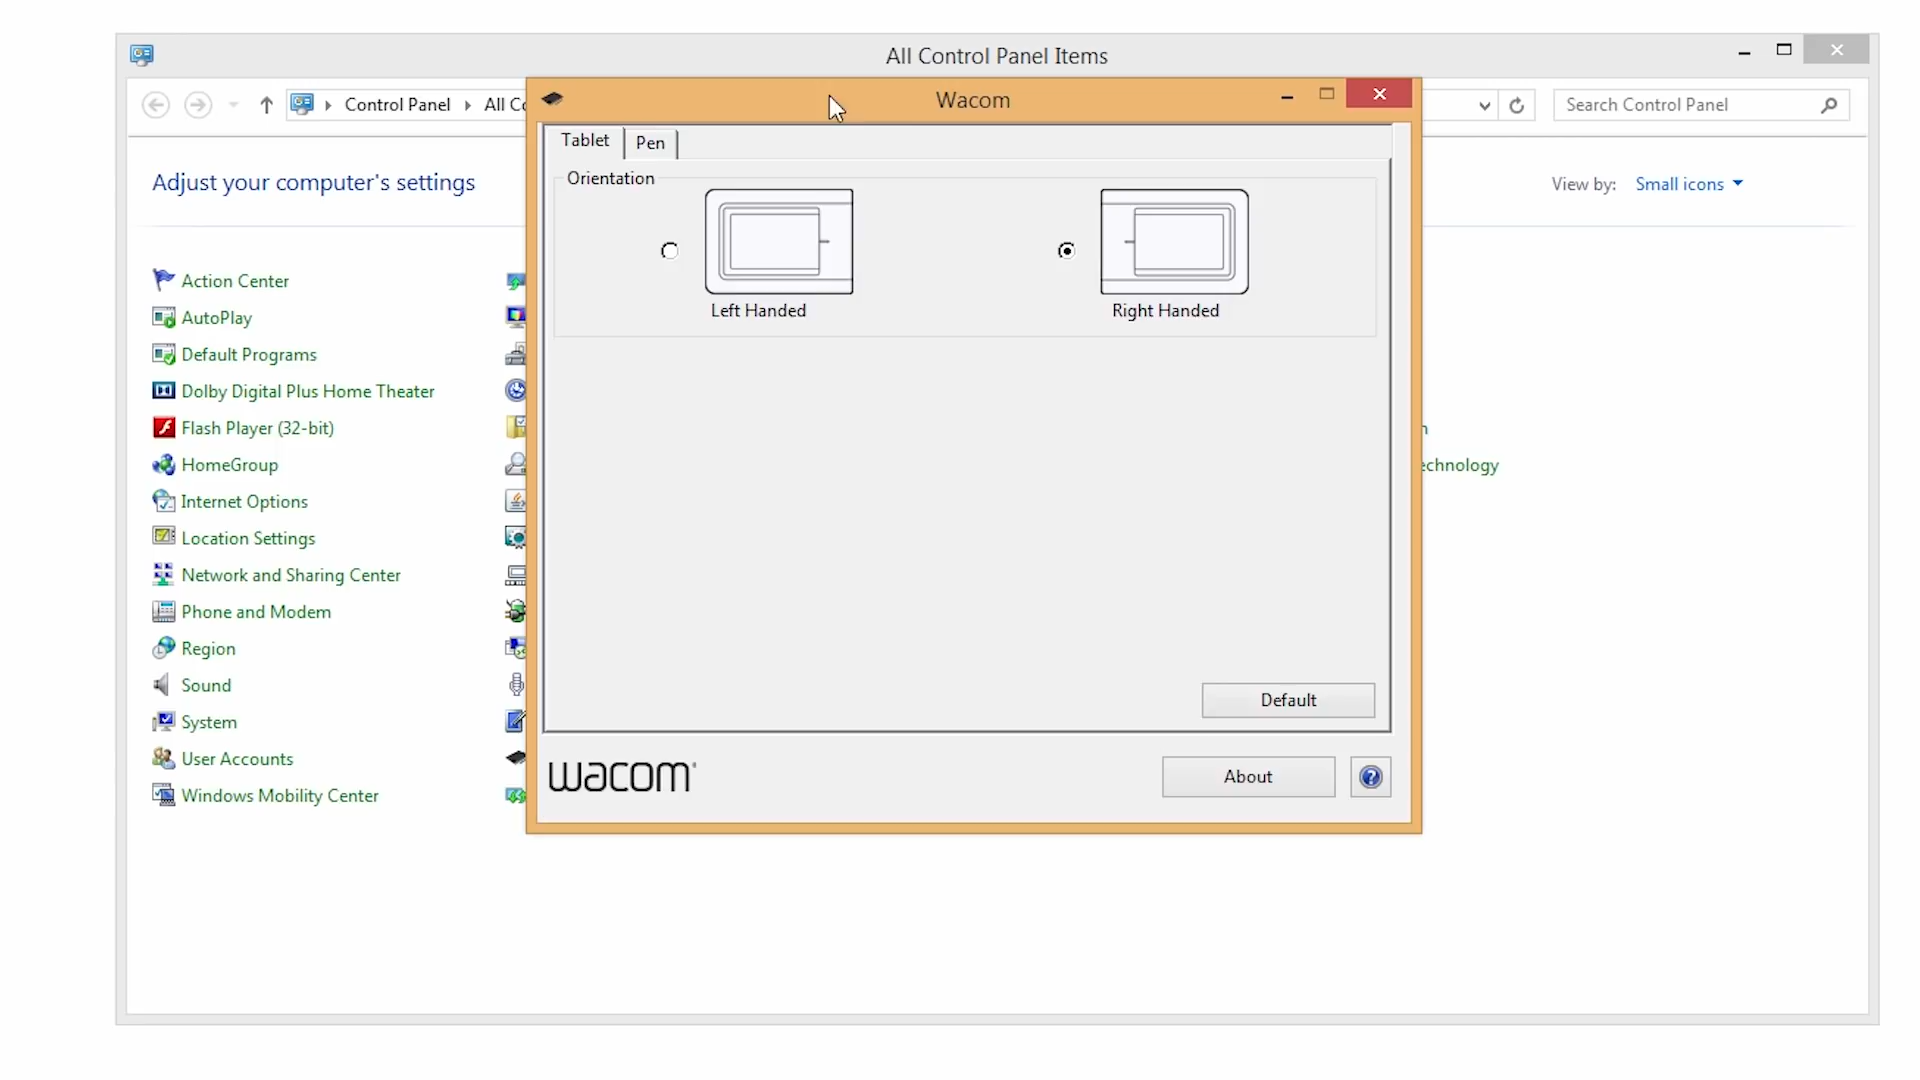 All Control Panel Items
Control Panel
All Co
Search Control Panel
Wacom
Tablet
Pen
Adjust your computer's settings
View by:
Small icons
Orientation
Left Handed
Right Handed
Action Center
AutoPlay
Default Programs
Dolby Digital Plus Home Theater
Flash Player (32-bit)
HomeGroup
echnology
Internet Options
Location Settings
Network and Sharing Center
Phone and Modem
Region
Sound
Default
System
User Accounts
wacom
About
Windows Mobility Center